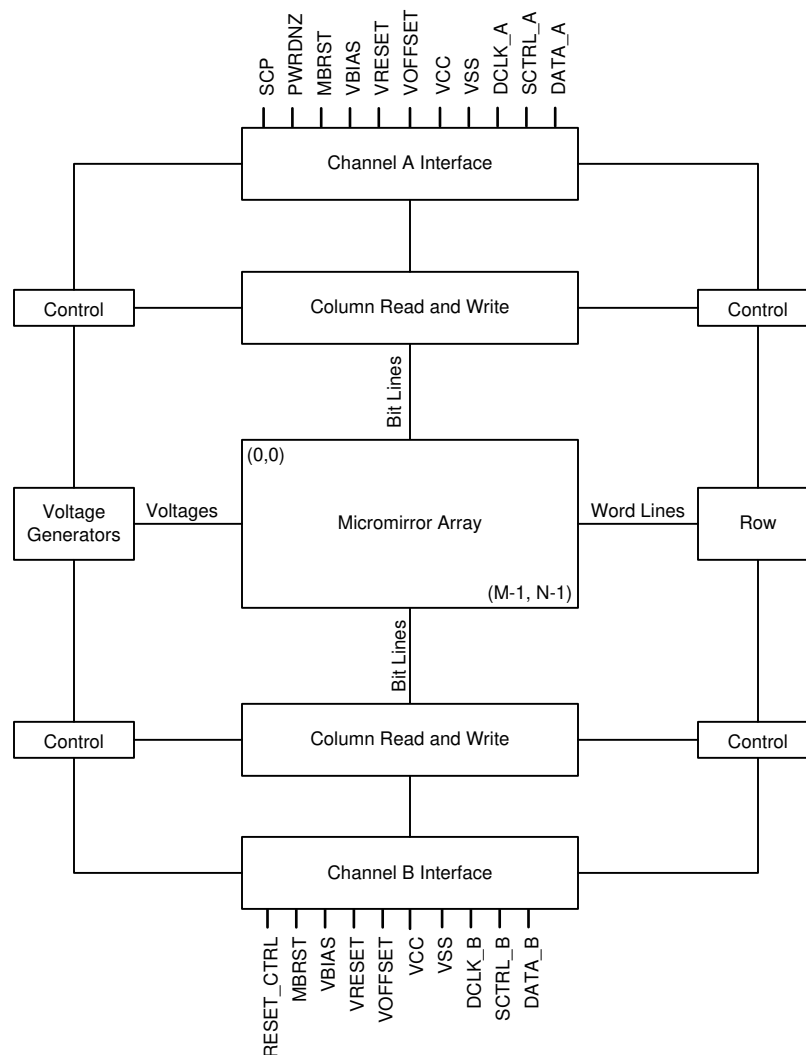 SCP
PWRDNZ
MBRST
VBIAS
VRESET
VOFFSET
VCC
VSS
DCLK_A
SCTRL_A
DATA_A
Channel A Interface
Control
Column Read and Write
Control
Bit Lines
(0,0)
Voltage
Generators
Voltages
Micromirror Array
Word Lines
Row
(M-1, N-1)
Bit Lines
Control
Column Read and Write
Control
Channel B Interface
RESET_CTRL
MBRST
VBIAS
VRESET
VOFFSET
VCC
VSS
DCLK_B
SCTRL_B
DATA_B